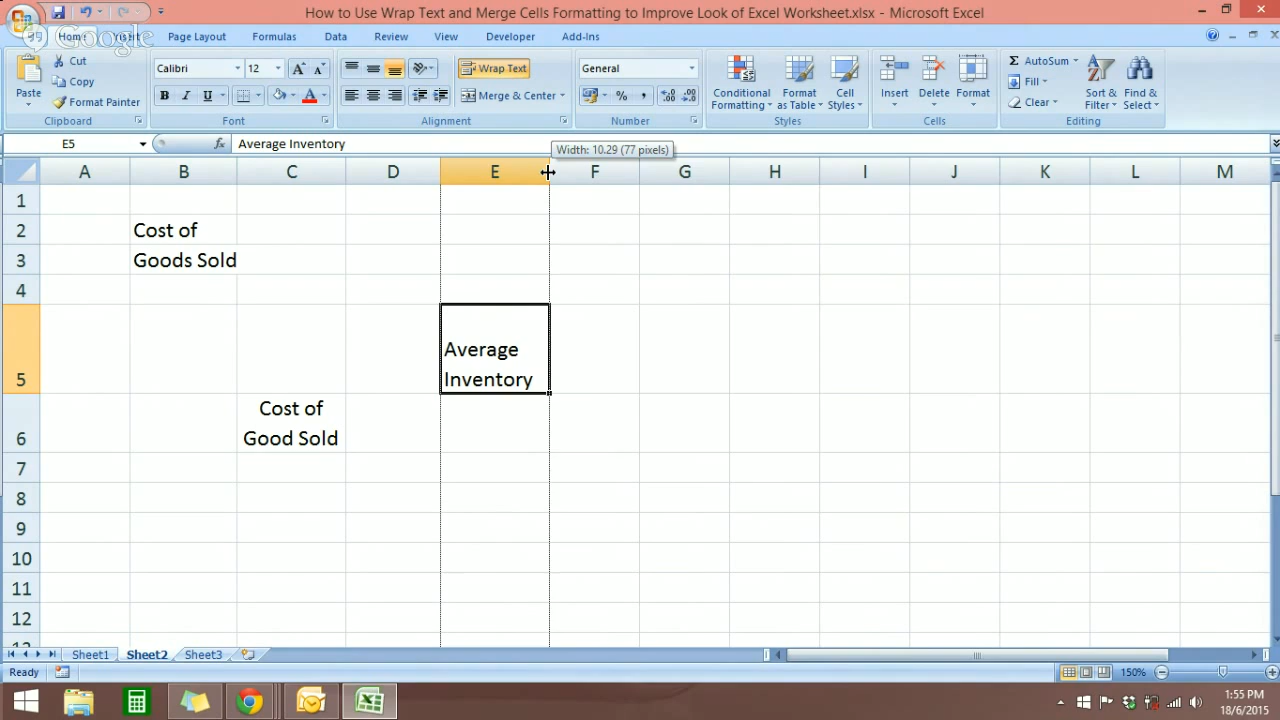 How to Use Wrap Text and Merge Cells Formatting to Improve Look of Excel Worksheet.xlsx - Microsoft Excel
Google
Home Insert Page Layout Formulas Data Review View Developer Add-Ins
Cut
Copy
Format Painter
Paste
Clipboard
Calibri 12
B I U
Font
Wrap Text
Merge & Center
Alignment
General
%
Number
Conditional Formatting
Format as Table
Cell Styles
Styles
Insert Delete Format
Cells
Σ AutoSum
Fill
Clear
Sort & Filter
Find & Select
Editing
E5 fx Average Inventory
Width: 10.29 (77 pixels)
A B C D E F G H I J K L M
1
2 Cost of
3 Goods Sold
4
Average
5 Inventory
Cost of
6 Good Sold
7
8
9
10
11
12
13
Sheet1 Sheet2 Sheet3
Ready 150%
1:55 PM
18/6/2015